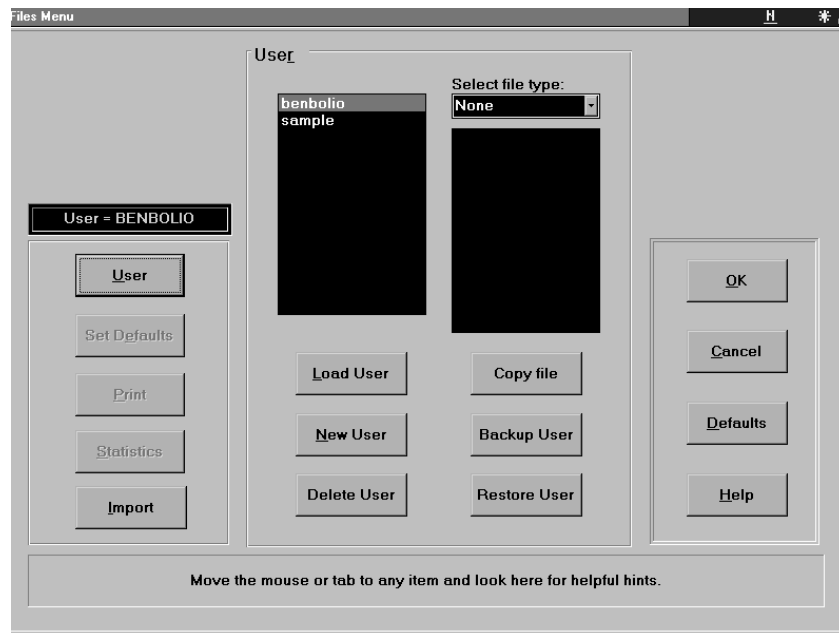 Files Menu
H
User
Select file type:
None
benbolio
sample
User = BENBOLIO
User
Set Defaults
Print
Statistics
Import
Load User
New User
Delete User
Copy file
Backup User
Restore User
OK
Cancel
Defaults
Help
Move the mouse or tab to any item and look here for helpful hints.